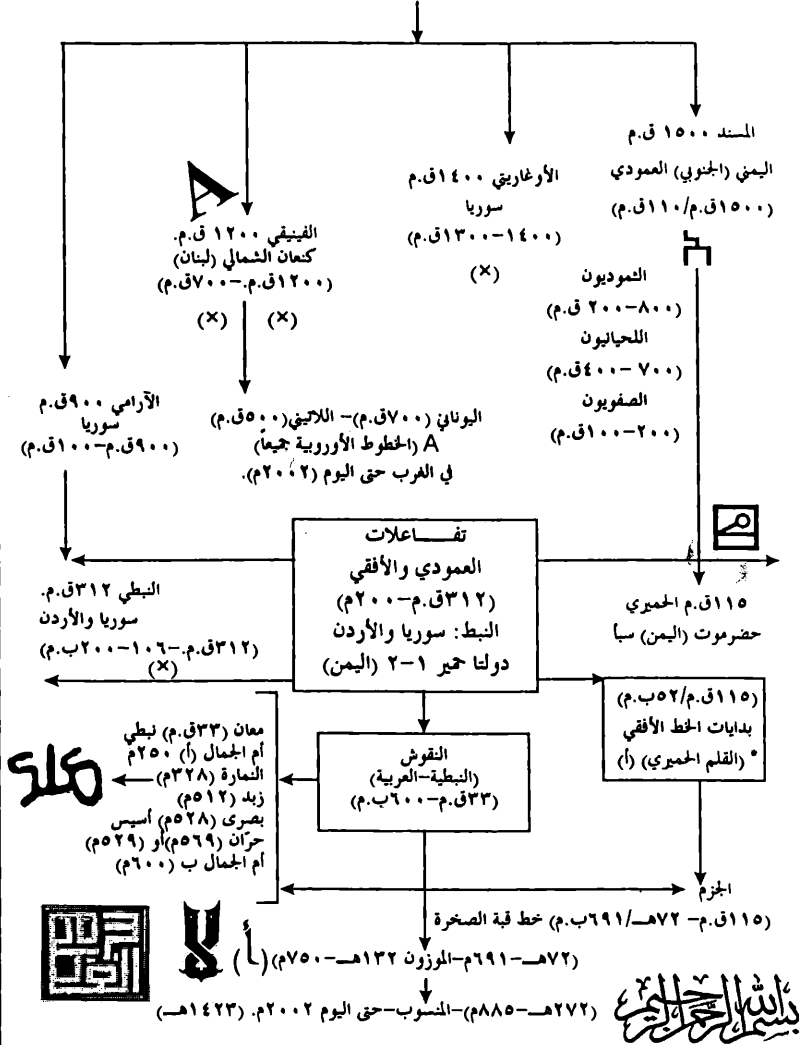 المسند ١٥٠٠ ق.م
اليمني (الجنوبي) العمودي
(١٥٠٠ق.م/١١٠ق.م)
الثموديون
(٨٠٠-٢٠٠ ق.م)
اللحيانيون
(٧٠٠ -٤٠٠ق.م)
الصفويون
(٢٠٠-١٠٠ق.م)
١١٥ق.م الحميري
حضرموت (اليمن) سبأ
الأوغاريتي ١٤٠٠ق.م
سوريا
(١٤٠٠-١٣٠٠ق.م)
(×)
A
الفينيقي ١٢٠٠ ق.م.
كنعان الشمالي (لبنان)
(١٢٠٠ق.م.-٧٠٠ق.م)
(×) (×)
اليوناني (٧٠٠ق.م)- اللاتيني(٥٠٠ق.م)
A (الخطوط الأوروبية جميعاً)
في الغرب حتى اليوم (٢٠٠٢م).
الآرامي ٩٠٠ق.م
سوريا
(٩٠٠ق.م-١٠٠ق.م)
النبطي ٣١٢ق.م.
سوريا والأردن
(٣١٢ق.م.-١٠٦-٢٠٠ب.م)
(×)
تفـــــاعلات
العمودي والأفقي
(٣١٢ق.م-٢٠٠م)
النبط: سوريا والأردن
دولتا حمير ١-٢ (اليمن)
(١١٥ق.م/٥٢ب.م)
بدايات الخط الأفقي
* (القلم الحميري) (أ)
النقوش
(النبطية-العربية)
(٣٣ق.م-٦٠٠ب.م)
معان (٣٣ق.م) نبطي
أم الجمال (أ) ٢٥٠م
النمارة (٣٢٨م)
زبد (٥١٢م)
بصرى (٥٢٨م) أسيس
حرّان (٥٦٩م)أو (٥٢٩م)
أم الجمال ب (٦٠٠م)
الجزم
(١١٥ق.م- ٧٢هــ/٦٩١ب.م) خط قبة الصخرة
(٧٢هــ-٦٩١م-الموزون ١٣٢هــ-٧٥٠م)(أ)
(٢٧٢هــ-٨٨٥م)-المنسوب-حتى اليوم ٢٠٠٢م. (١٤٢٣هــ)
بسم الله الرحمن الرحيم